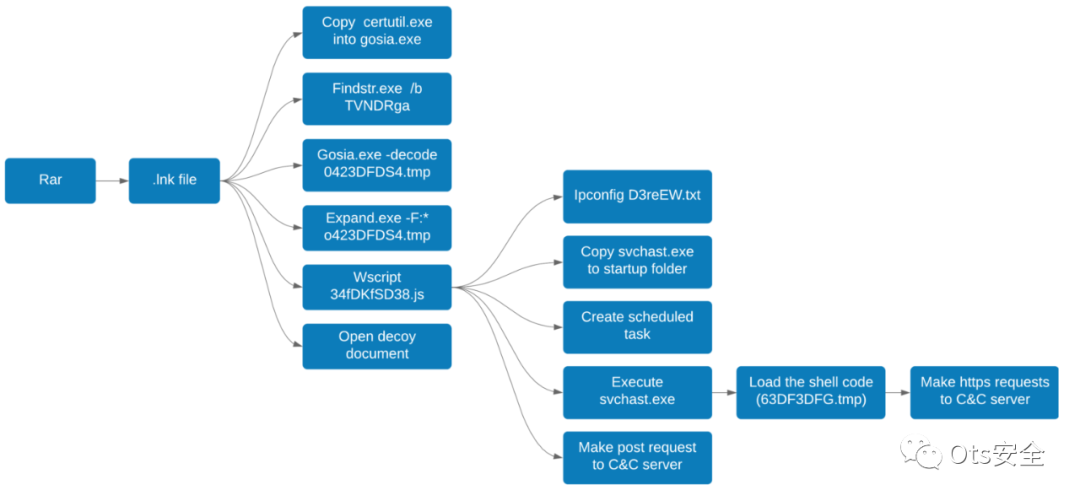 Rar
.lnk file
Copy certutil.exe
into gosia.exe
Findstr.exe /b
TVNDRga
Gosia.exe -decode
0423DFDS4.tmp
Expand.exe -F:*
o423DFDS4.tmp
Wscript
34fDKfSD38.js
Open decoy
document
Ipconfig D3reEW.txt
Copy svchast.exe
to startup folder
Create scheduled
task
Execute
svchast.exe
Make post request
to C&C server
Load the shell code
(63DF3DFG.tmp)
Make https requests
to C&C server
Ots安全